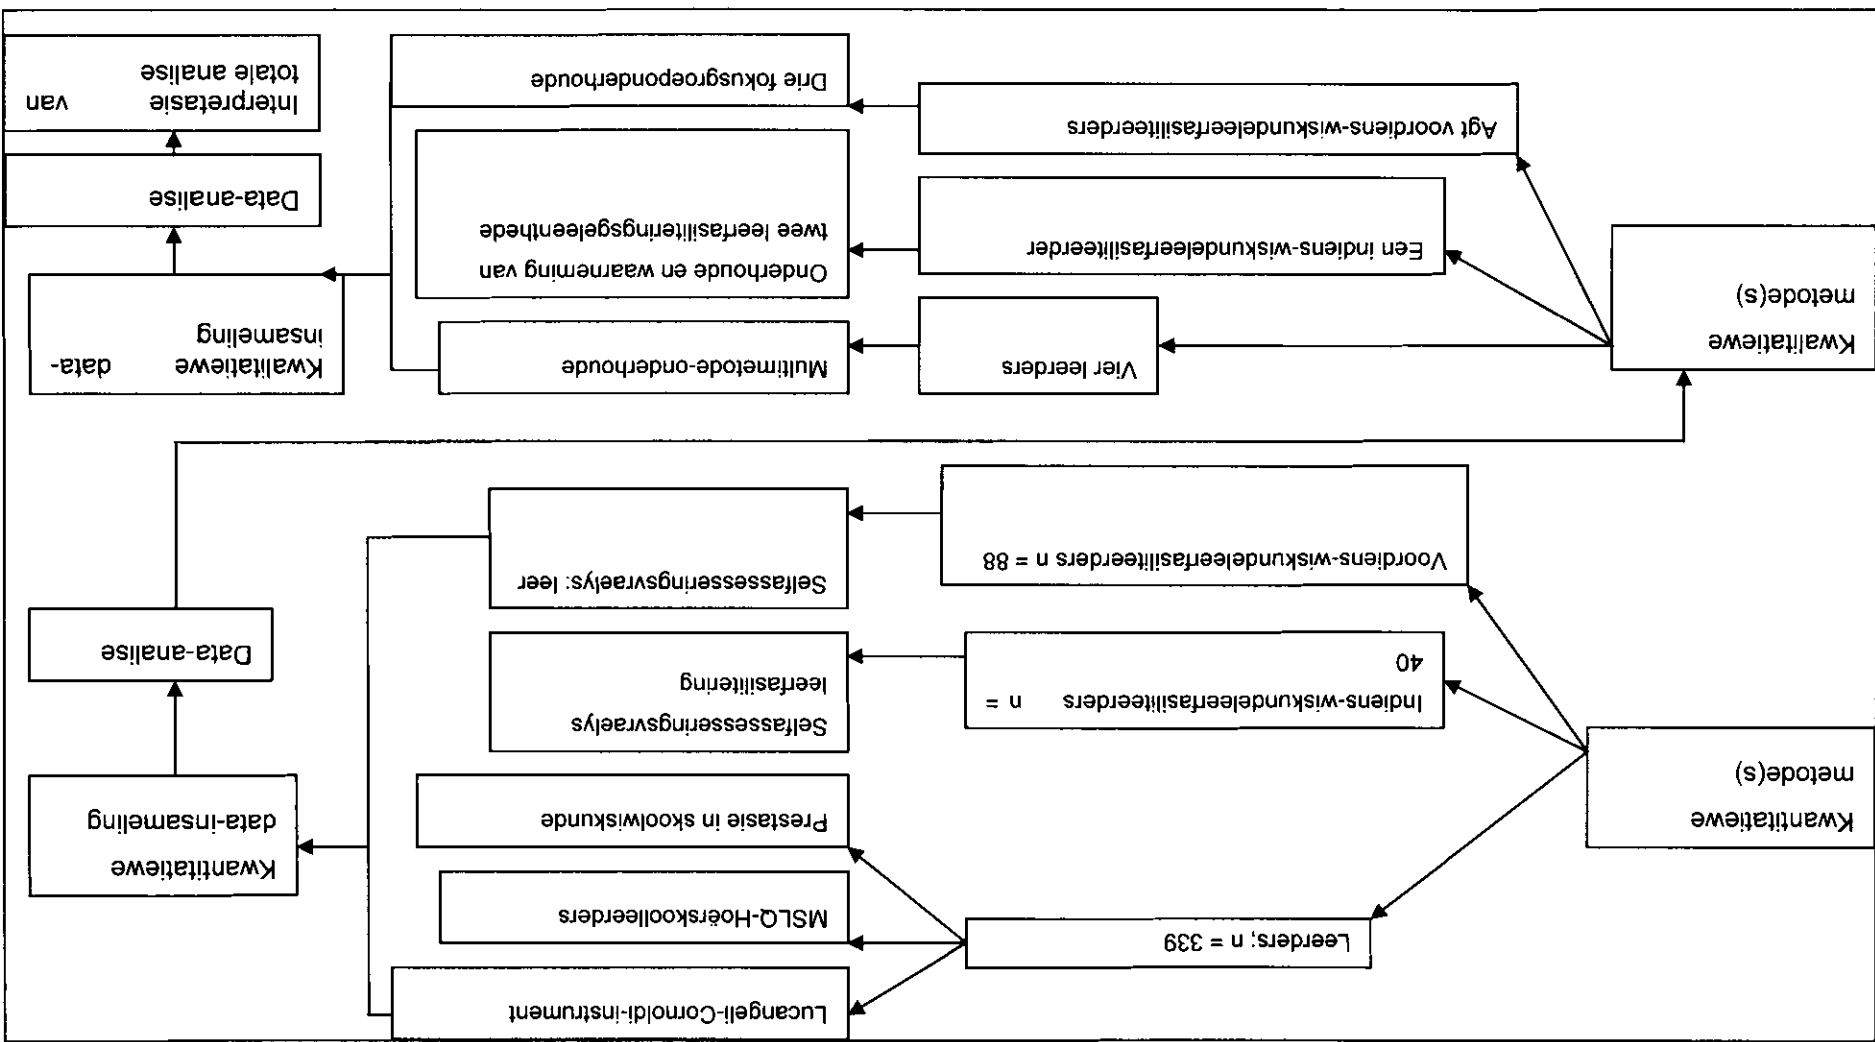 Kwantitatiewe
metode(s)
Leerders; n = 339
Indiens-wiskundeleerfasiliteerders n =
40
Voordiens-wiskundeleerfasiliteerders n = 88
Lucangeli-Cornoldi-instrument
MSLQ-Hoërskoolleerders
Prestasie in skoolwiskunde
Selfassesseringsvraelys
leerfasilitering
Selfassesseringsvraelys: leer
Kwantitatiewe
data-insameling
Data-analise
Kwalitatiewe
metode(s)
Vier leerders
Een indiens-wiskundeleerfasiliteerder
Agt voordiens-wiskus-wiskundeleerfasiliteerders
Multimetode-onderhoude
Onderhoude en waarneming van
twee leerfasiliteringsgeleenthede
Drie fokusgroeponderhoude
Kwalitatiewe data-
insameling
Data-analise
Interpretasie van
totale analise